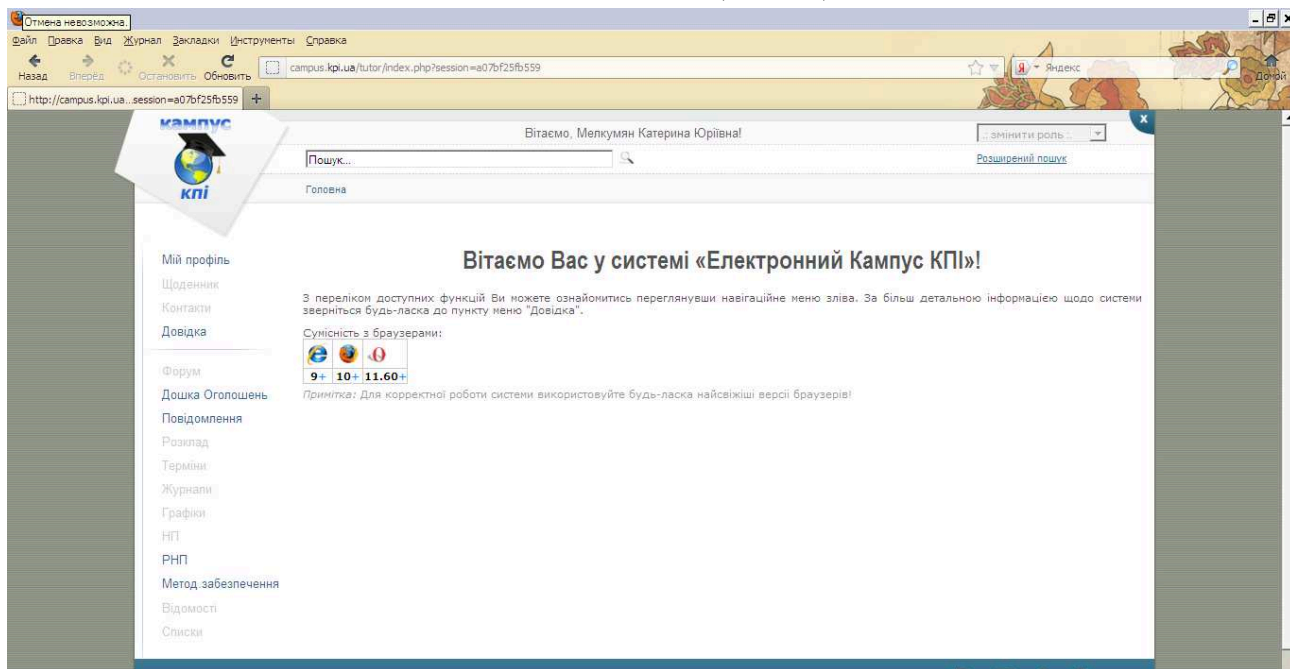 Отмена невозможна.
Файл Правка Вид Журнал Закладки Инструменты Справка
Назад Вперёд Остановить Обновить campus.kpi.ua/tutor/index.php?session=a07bf25fb559 Я Яндекс Домой
http://campus.kpi.ua...session=a07bf25fb559 +
кампус
кпі
Вітаємо, Мелкумян Катерина Юріївна!
.: змінити роль :.
X
Пошук...
Розширений пошук
Головна
Мій профіль
Щоденник
Контакти
Довідка
Форум
Дошка Оголошень
Повідомлення
Розклад
Терміни
Журнали
Графіки
НП
РНП
Метод.забезпечення
Відомості
Списки
Вітаємо Вас у системі «Електронний Кампус КПІ»!
З переліком доступних функцій Ви можете ознайомитись переглянувши навігаційне меню зліва. За більш детальною інформацією щодо системи
зверніться будь-ласка до пункту меню "Довідка".
Сумісність з браузерами:
9+ 10+ 11.60+
Примітка: Для корректної роботи системи використовуйте будь-ласка найсвіжіші версії браузерів!